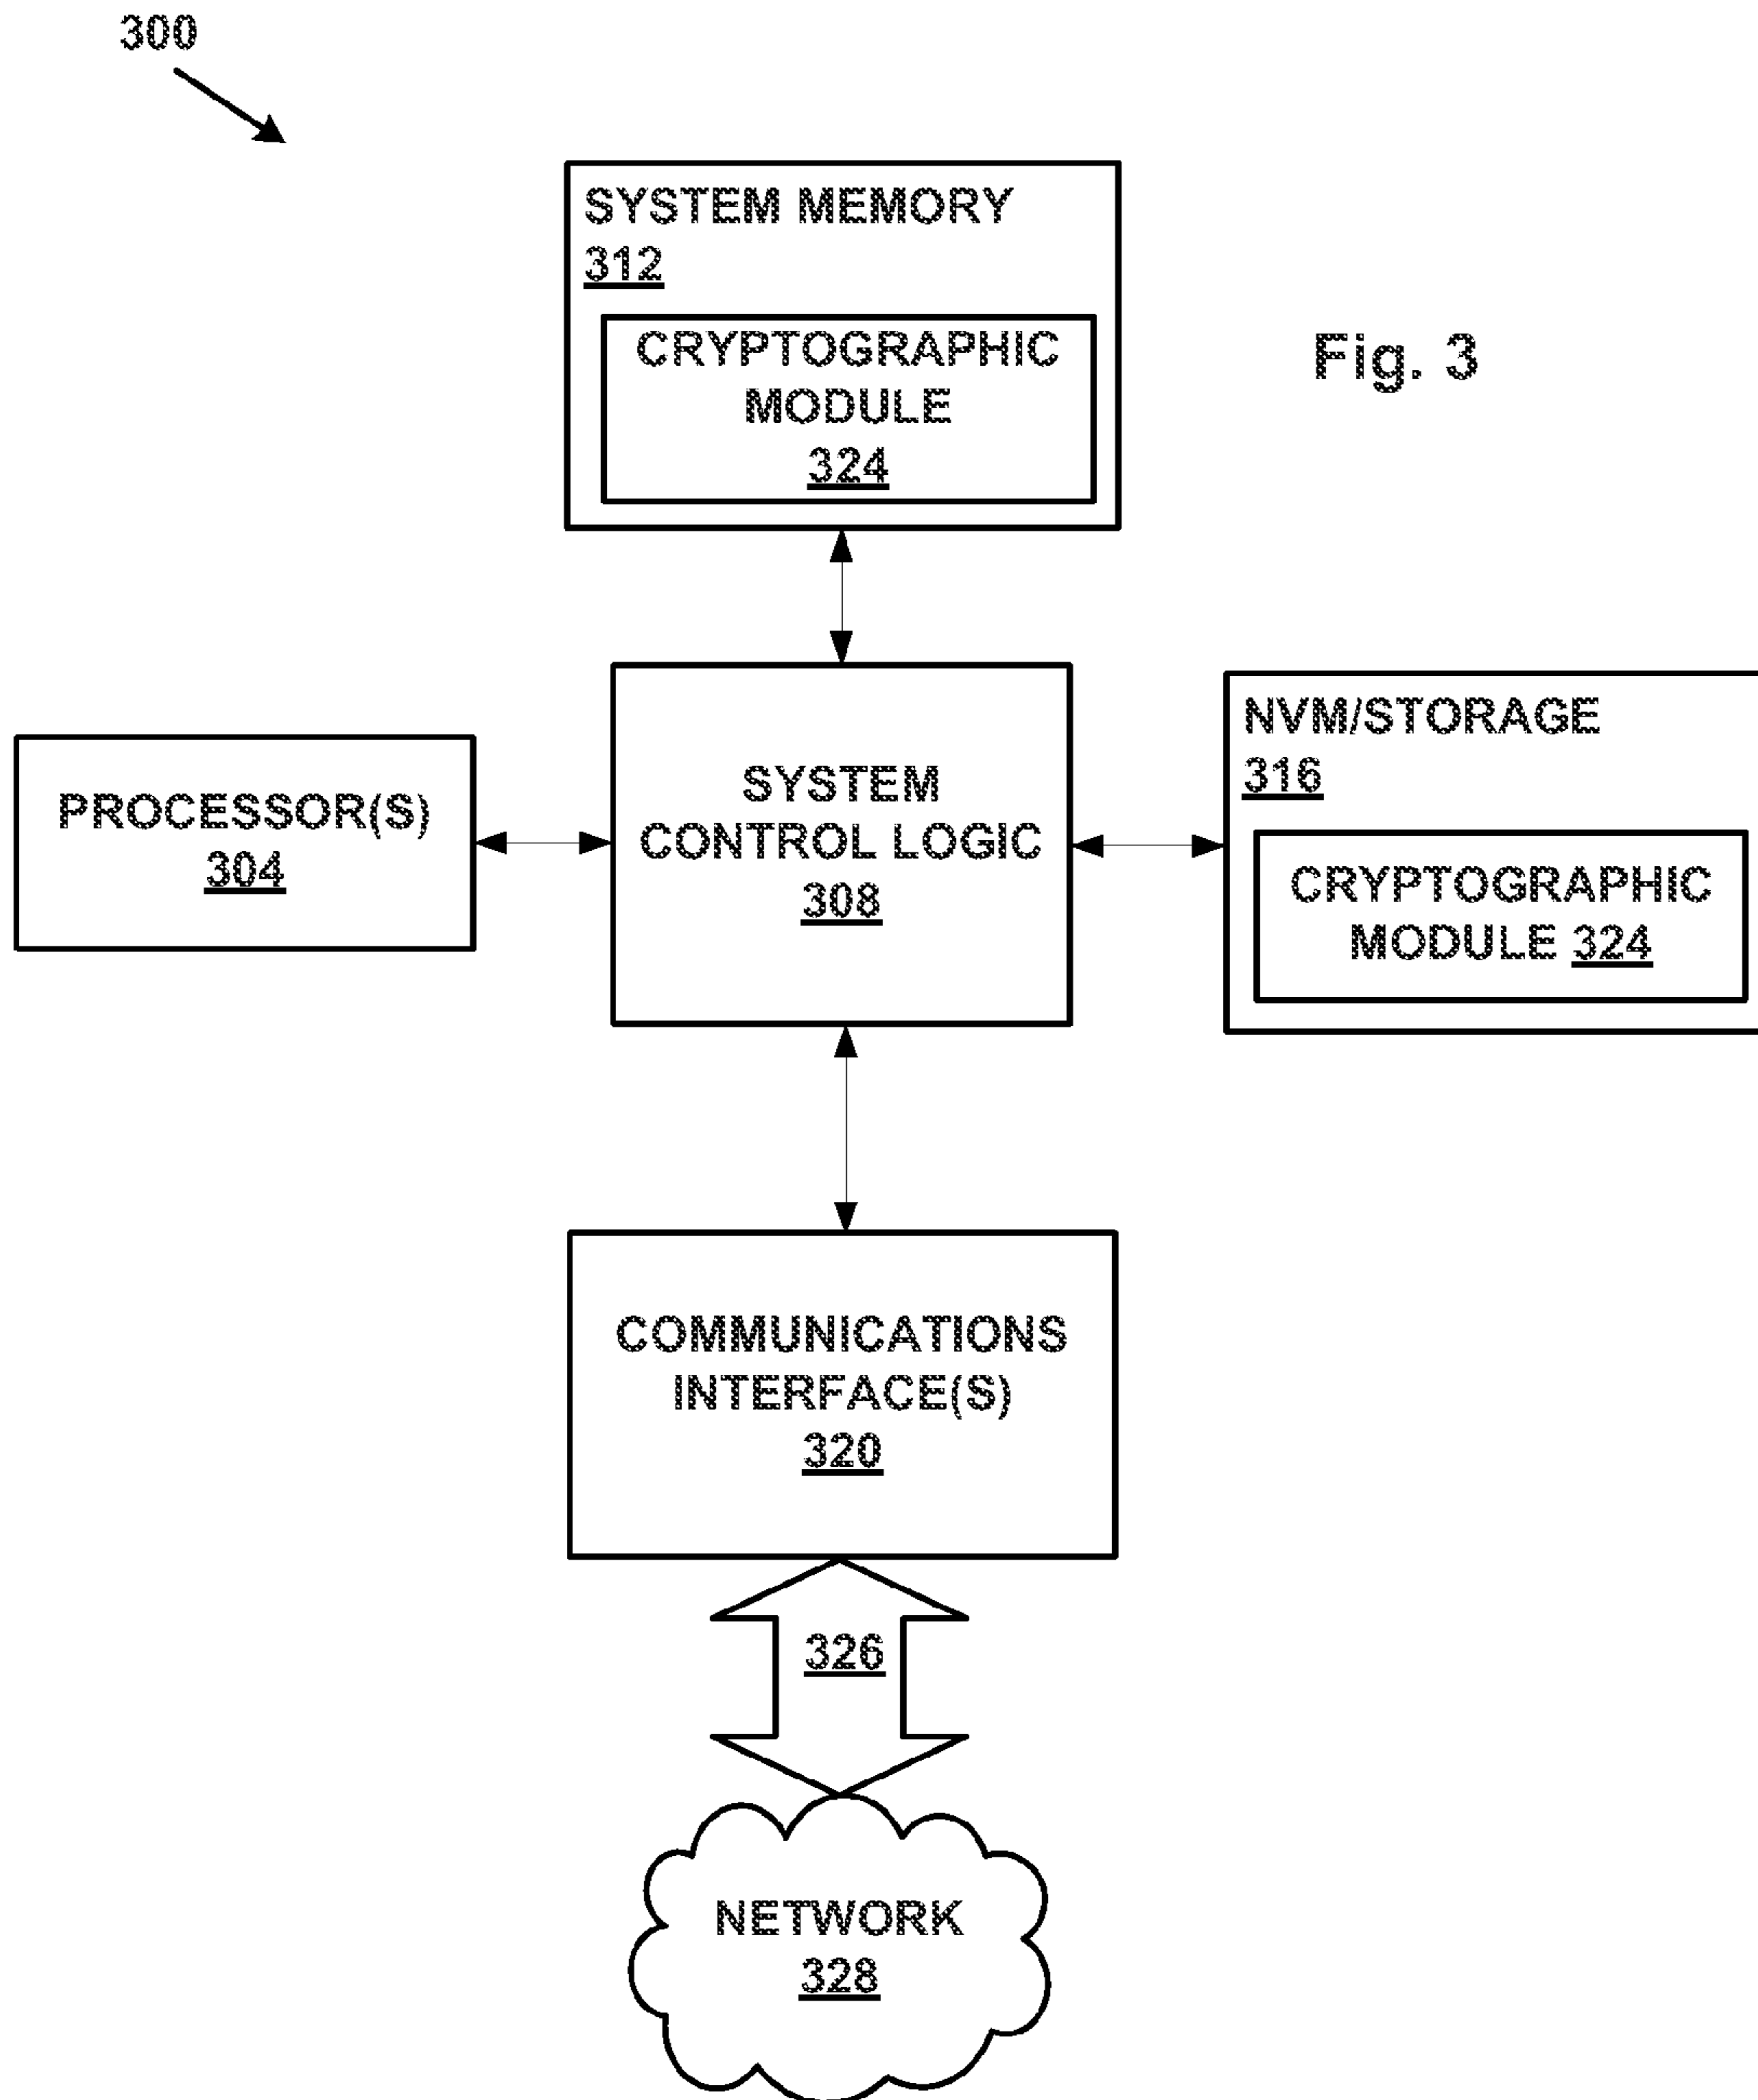 300
SYSTEM MEMORY
312
CRYPTOGRAPHIC
MODULE
324
Fig. 3
PROCESSOR(S)
304
SYSTEM
CONTROL LOGIC
308
NVM/STORAGE
316
CRYPTOGRAPHIC
MODULE 324
COMMUNICATIONS
INTERFACE(S)
320
326
NETWORK
328